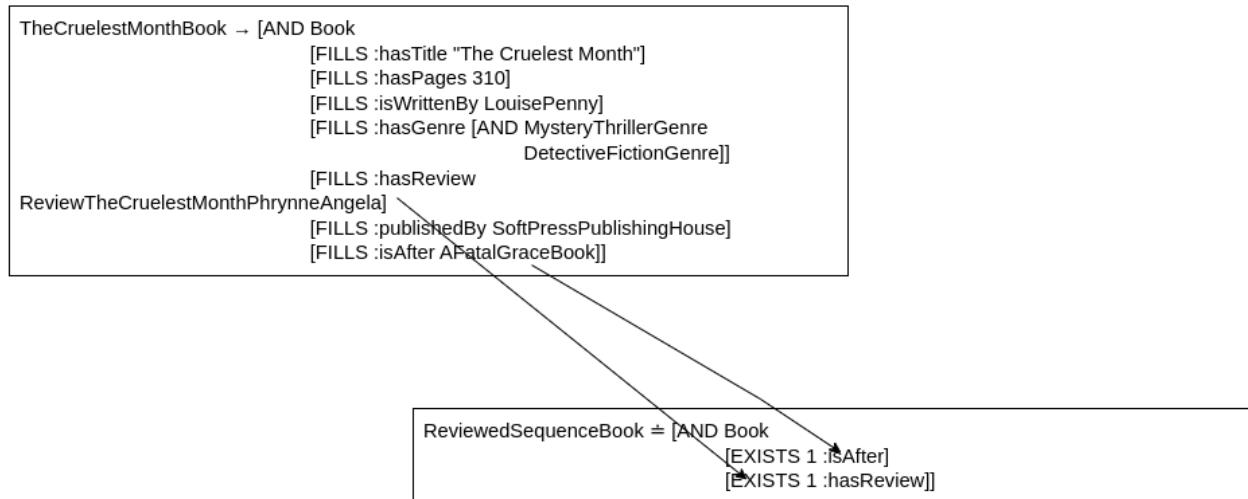 TheCruelestMonthBook → [AND Book
[FILLS :hasTitle "The Cruelest Month"]
[FILLS :hasPages 310]
[FILLS :isWrittenBy LouisePenny]
[FILLS :hasGenre [AND MysteryThrillerGenre
DetectiveFictionGenre]]
[FILLS :hasReview
ReviewTheCruelestMonthPhrynneAngela]
[FILLS :publishedBy SoftPressPublishingHouse]
[FILLS :isAfter AFatalGraceBook]]
ReviewedSequenceBook ≐ [AND Book
[EXISTS 1 :isAfter]
[EXISTS 1 :hasReview]]